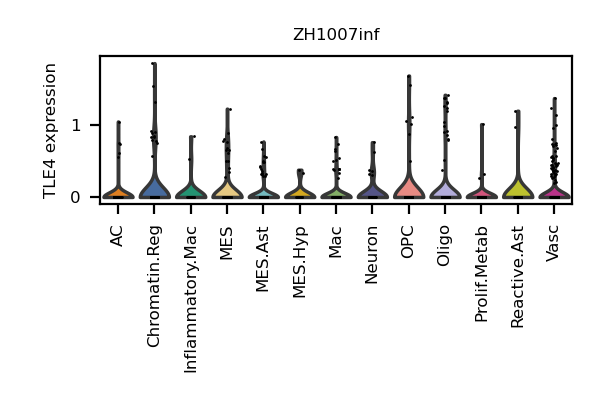 ZH1007inf
TLE4 expression
1
0
AC
Chromatin.Reg
Inflammatory.Mac
MES
MES.Ast
MES.Hyp
Mac
Neuron
OPC
Oligo
Prolif.Metab
Reactive.Ast
Vasc